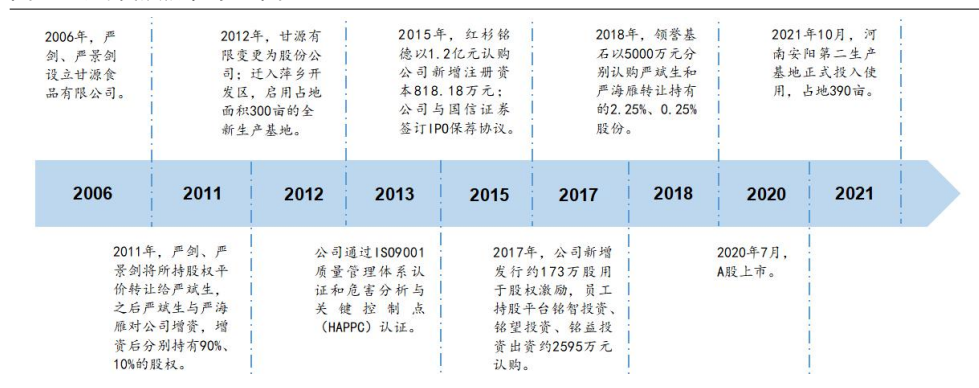 2006年，严
剑、严景剑
设立甘源食
品有限公司。
2012年，甘源有
限变更为股份公
司；迁入萍乡开
发区，启用占地
面积300亩的全
新生产基地。
2015年，红杉铭
德以1.2亿元认购
公司新增注册资
本818.18万元；
公司与国信证券
签订IPO保荐协议。
2018年，领誉基
石以5000万元分
别认购严斌生和
严海雁转让持有
的2.25%、0.25%
股份。
2021年10月，河
南安阳第二生产
基地正式投入使
用，占地390亩。
2006
2011
2012
2013
2015
2017
2018
2020
2021
2011年，严剑、严
景剑将所持股权平
价转让给严斌生，
之后严斌生与严海
雁对公司增资，增
资后分别持有90%、
10%的股权。
公司通过ISO9001
质量管理体系认
证和危害分析与
关键控制点
（HAPPC）认证。
2017年，公司新增
发行约173万股用
于股权激励，员工
持股平台铭智投资、
铭望投资、铭益投
资出资约2595万元
认购。
2020年7月，
A股上市。